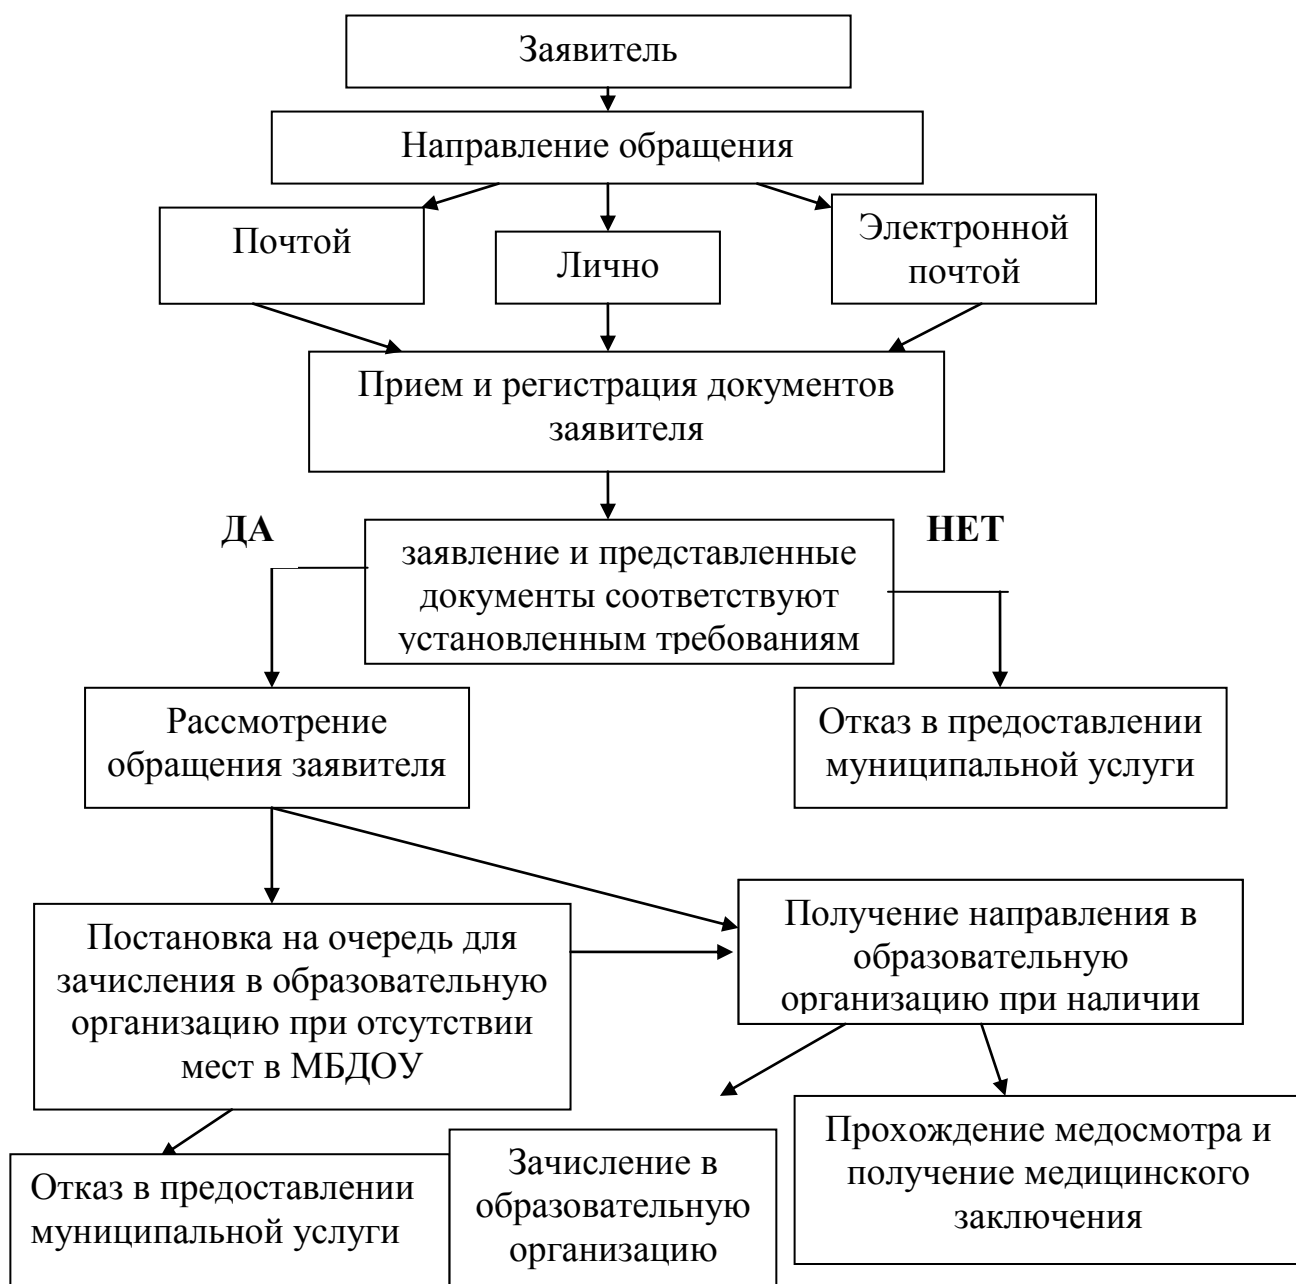 Заявитель
Направление обращения
Почтой
Лично
Электронной
почтой
Прием и регистрация документов
заявителя
ДА
НЕТ
заявление и представленные
документы соответствуют
установленным требованиям
Рассмотрение
обращения заявителя
Отказ в предоставлении
муниципальной услуги
Постановка на очередь для
зачисления в образовательную
организацию при отсутствии
мест в МБДОУ
Получение направления в
образовательную
организацию при наличии
Отказ в предоставлении
муниципальной услуги
Зачисление в
образовательную
организацию
Прохождение медосмотра и
получение медицинского
заключения